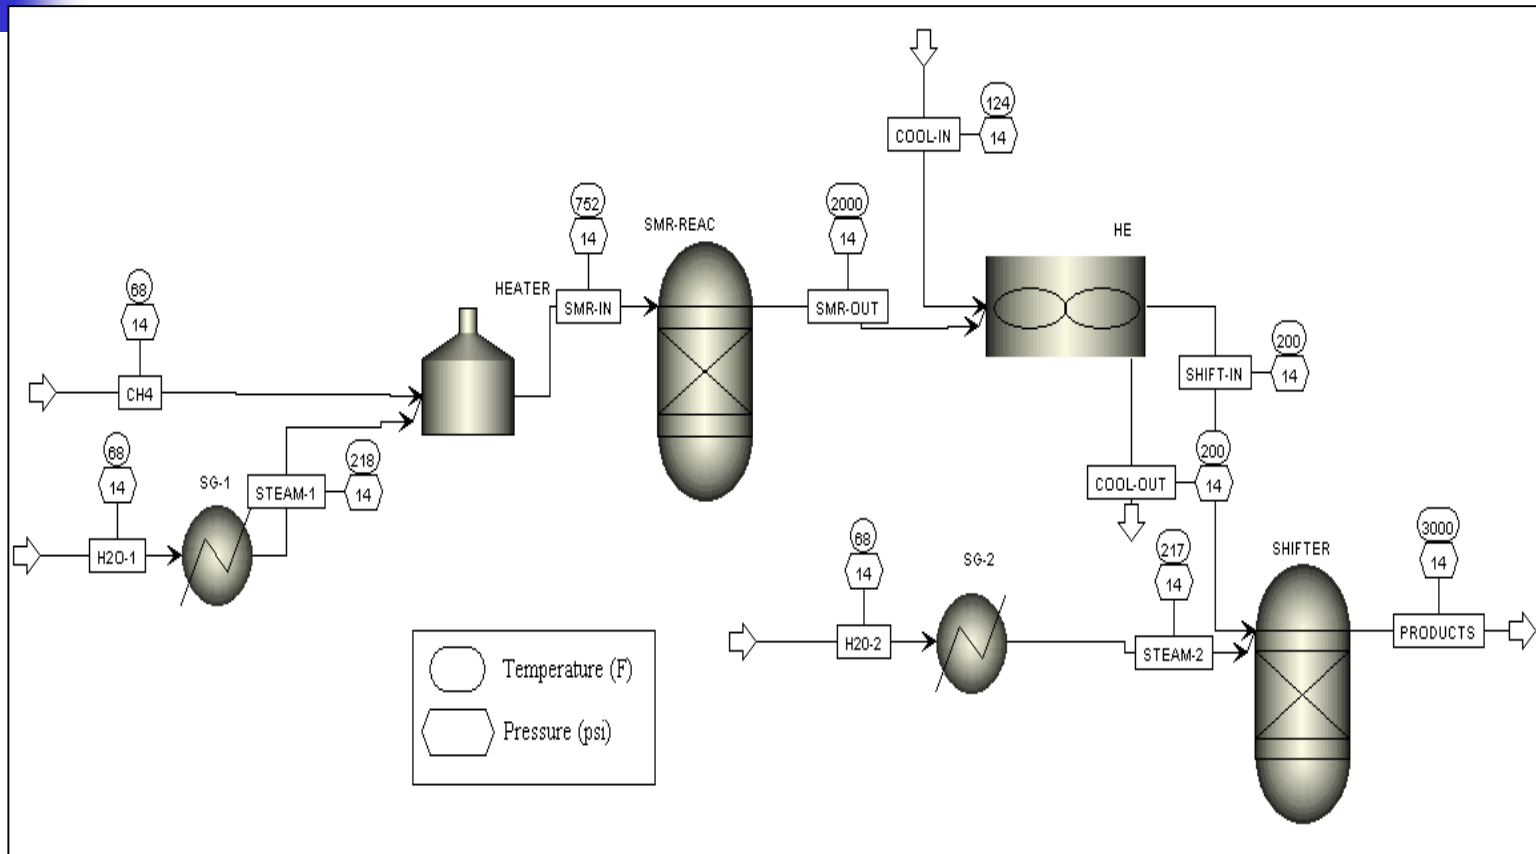 124
14
COOL-IN
752
14
SMR-REAC
2000
14
HE
68
14
HEATER
SMR-IN
SMR-OUT
200
14
SHIFT-IN
CH4
68
14
SG-1
218
14
STEAM-1
200
14
COOL-OUT
H2O-1
68
14
SG-2
217
14
SHIFTER
3000
14
H2O-2
STEAM-2
PRODUCTS
Temperature (F)
Pressure (psi)